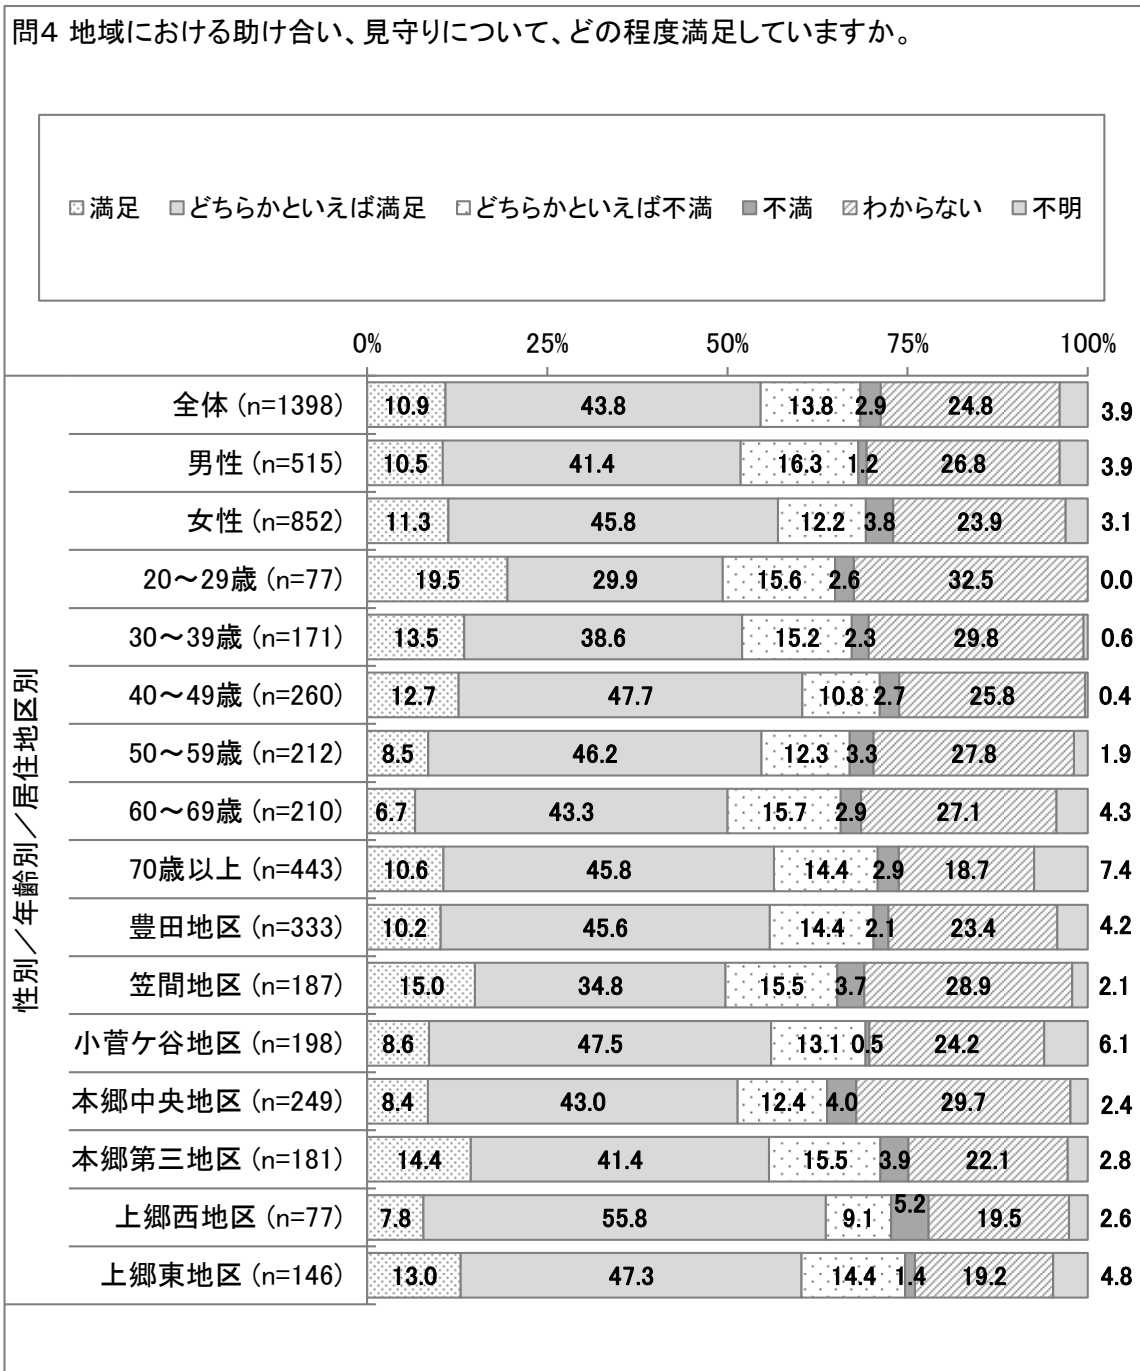 問4 地域における助け合い、見守りについて、どの程度満足していますか。
満足 どちらかといえば満足 どちらかといえば不満 不満 わからない 不明
0% 25% 50% 75% 100%
性別／年齢別／居住地区別
全体 (n=1398) 10.9 43.8 13.8 2.9 24.8 3.9
男性 (n=515) 10.5 41.4 16.3 1.2 26.8 3.9
女性 (n=852) 11.3 45.8 12.2 3.8 23.9 3.1
20～29歳 (n=77) 19.5 29.9 15.6 2.6 32.5 0.0
30～39歳 (n=171) 13.5 38.6 15.2 2.3 29.8 0.6
40～49歳 (n=260) 12.7 47.7 10.8 2.7 25.8 0.4
50～59歳 (n=212) 8.5 46.2 12.3 3.3 27.8 1.9
60～69歳 (n=210) 6.7 43.3 15.7 2.9 27.1 4.3
70歳以上 (n=443) 10.6 45.8 14.4 2.9 18.7 7.4
豊田地区 (n=333) 10.2 45.6 14.4 2.1 23.4 4.2
笠間地区 (n=187) 15.0 34.8 15.5 3.7 28.9 2.1
小菅ケ谷地区 (n=198) 8.6 47.5 13.1 0.5 24.2 6.1
本郷中央地区 (n=249) 8.4 43.0 12.4 4.0 29.7 2.4
本郷第三地区 (n=181) 14.4 41.4 15.5 3.9 22.1 2.8
上郷西地区 (n=77) 7.8 55.8 9.1 5.2 19.5 2.6
上郷東地区 (n=146) 13.0 47.3 14.4 1.4 19.2 4.8